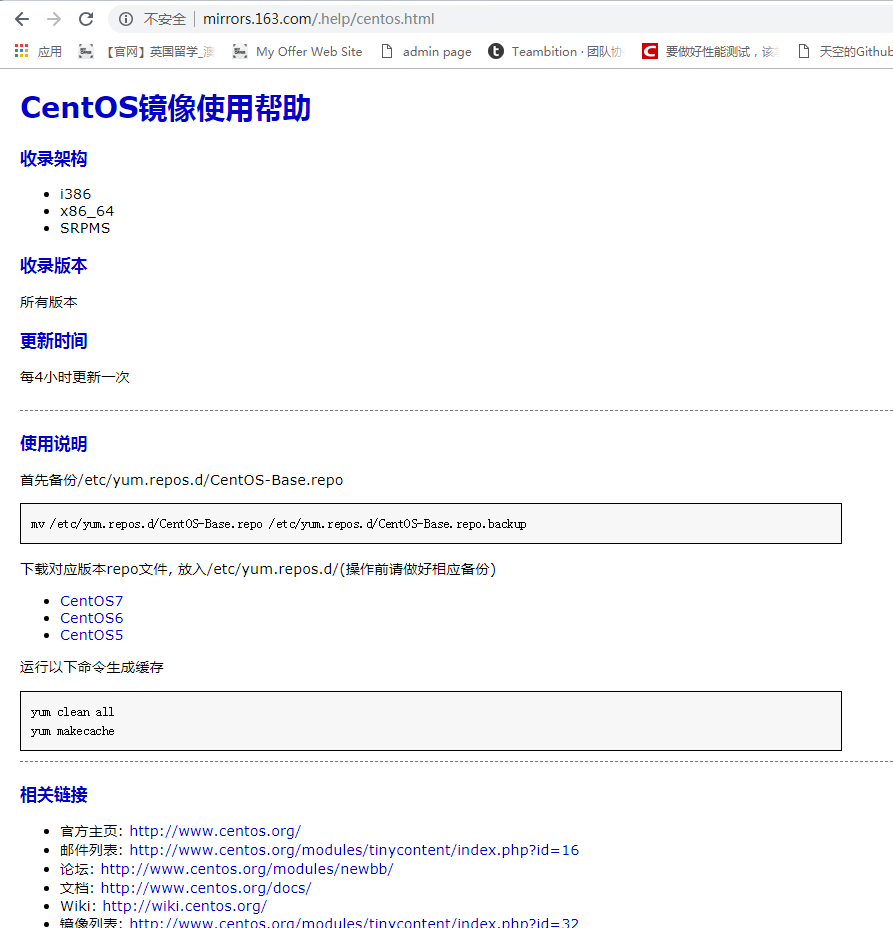 不安全 | mirrors.163.com/.help/centos.html
应用 【官网】英国留学_澳 My Offer Web Site admin page Teambition · 团队协 要做好性能测试，该 天空的Github
CentOS镜像使用帮助
收录架构
i386
x86_64
SRPMS
收录版本
所有版本
更新时间
每4小时更新一次
使用说明
首先备份/etc/yum.repos.d/CentOS-Base.repo
mv /etc/yum.repos.d/CentOS-Base.repo /etc/yum.repos.d/CentOS-Base.repo.backup
下载对应版本repo文件, 放入/etc/yum.repos.d/(操作前请做好相应备份)
CentOS7
CentOS6
CentOS5
运行以下命令生成缓存
yum clean all
yum makecache
相关链接
官方主页: http://www.centos.org/
邮件列表: http://www.centos.org/modules/tinycontent/index.php?id=16
论坛: http://www.centos.org/modules/newbb/
文档: http://www.centos.org/docs/
Wiki: http://wiki.centos.org/
镜像列表: http://www.centos.org/modules/tinycontent/index.php?id=32